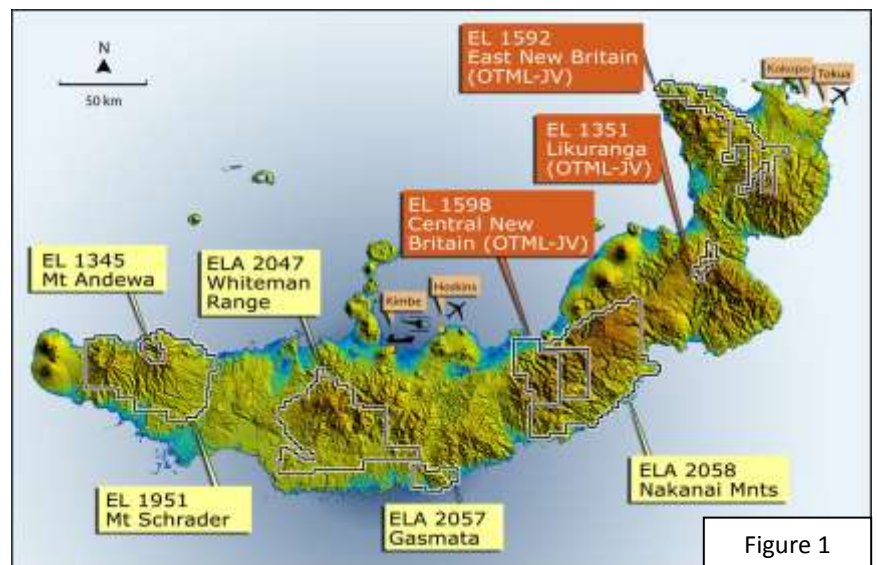 N
50 km
EL 1592
East New Britain
(OTML-JV)
Kokopo
Tokua
EL 1351
Likuranga
(OTML-JV)
EL 1598
Central New
Britain (OTML-JV)
EL 1345
Mt Andewa
ELA 2047
Whiteman
Range
Kimbe
Hoskins
EL 1951
Mt Schrader
ELA 2057
Gasmata
ELA 2058
Nakanai Mnts
Figure 1